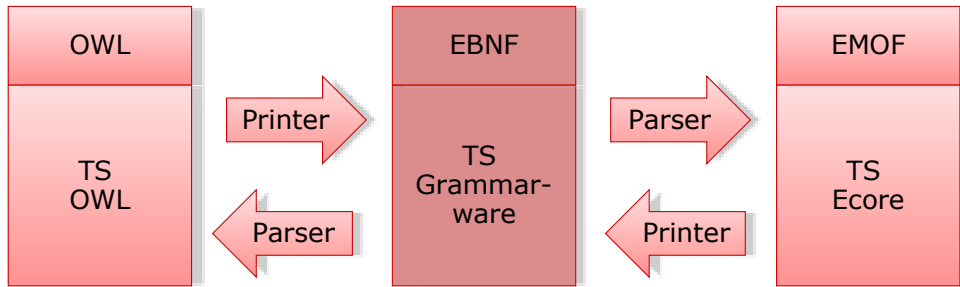 OWL
EBNF
EMOF
Printer
Parser
TS
OWL
TS
Grammar-
ware
TS
Ecore
Parser
Printer